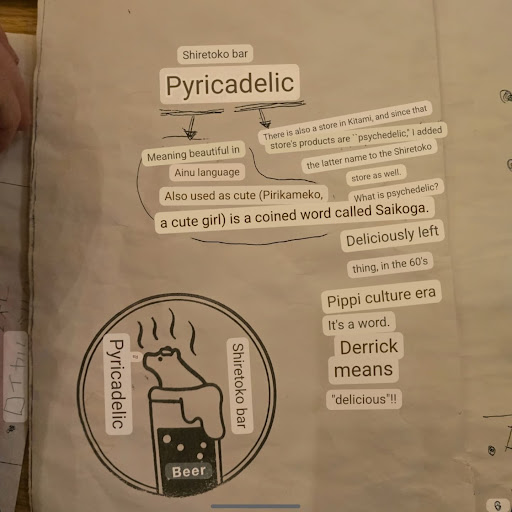 Shiretoko bar
Pyricadelic
Meaning beautiful in
Ainu language
Also used as cute (Pirikameko,
a cute girl) is a coined word called Saikoga.
There is also a store in Kitami, and since that
store's products are ``psychedelic,' I added
the latter name to the Shiretoko
store as well.
What is psychedelic?
Deliciously left
thing, in the 60's
Pippi culture era
It's a word.
Derrick
means
"delicious"!!
Pyricadelic
Shiretoko bar
Beer